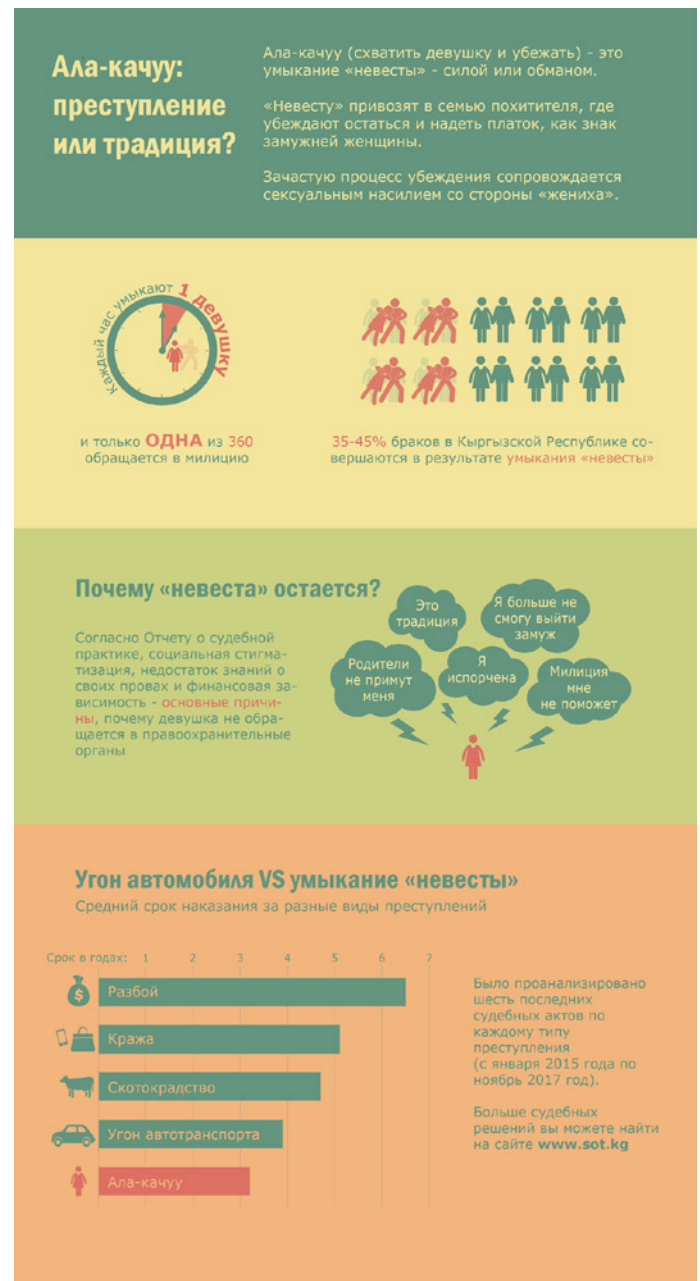 Ала-качуу:
преступление
или традиция?
Ала-качуу (схватить девушку и убежать) - это
умыкание «невесты» - силой или обманом.
«Невесту» привозят в семью похитителя, где
убеждают остаться и надеть платок, как знак
замужней женщины.
Зачастую процесс убеждения сопровождается
сексуальным насилием со стороны «жениха».
Каждый час умыкают 1 девушку
и только ОДНА из 360
обращается в милицию
35-45% браков в Кыргызской Республике со-
вершаются в результате умыкания «невесты»
Почему «невеста» остается?
Согласно Отчету о судебной
практике, социальная стигма-
тизация, недостаток знаний о
своих провах и финансовая за-
висимость - основные причи-
ны, почему девушка не обра-
щается в правоохранительные
органы
Это
традиция
Я больше не
смогу выйти
замуж
Родители
не примут
меня
Я
испорчена
Милиция
мне
не поможет
Угон автомобиля VS умыкание «невесты»
Средний срок наказания за разные виды преступлений
Срок в годах: 1 2 3 4 5 6 7
$
Разбой
Кража
Скотокрадство
Угон автотранспорта
Ала-качуу
Было проанализировано
шесть последних
судебных актов по
каждому типу
преступления
(с января 2015 года по
ноябрь 2017 год).
Больше судебных
решений вы можете найти
на сайте www.sot.kg